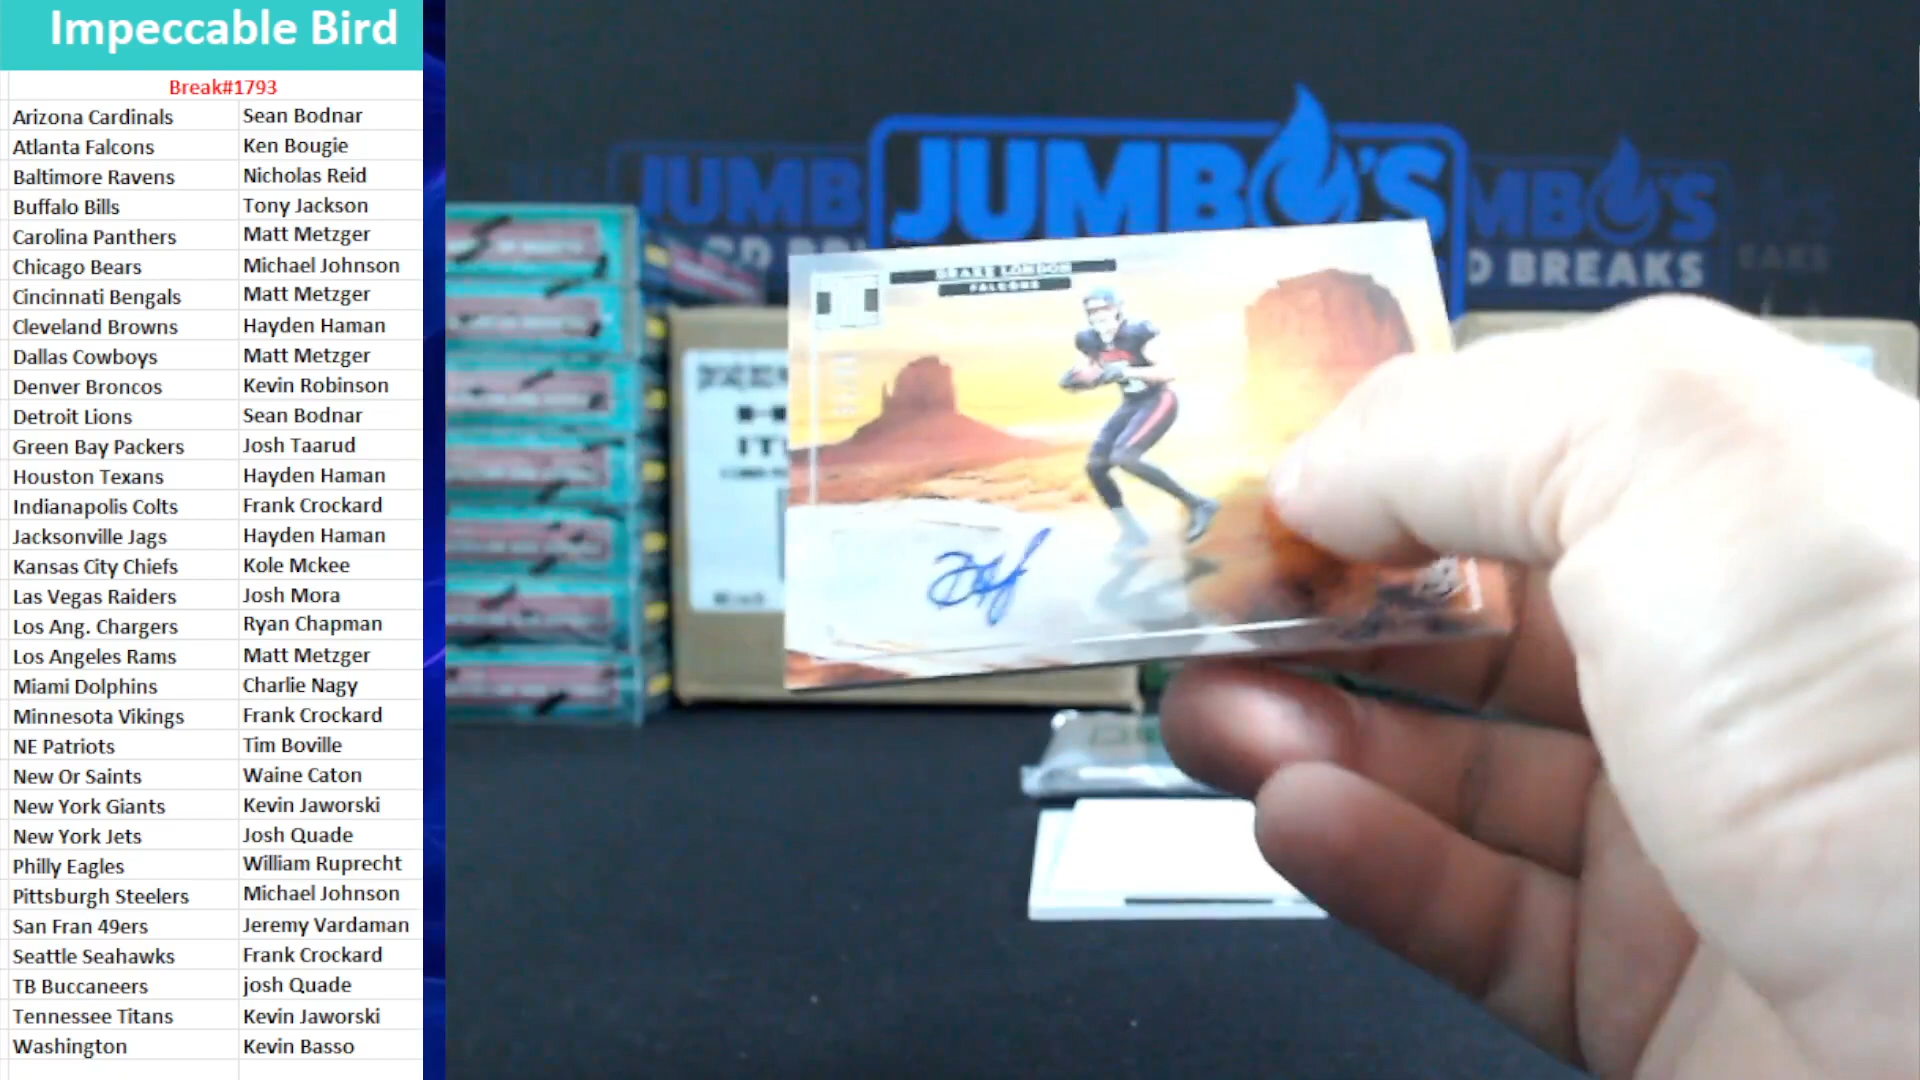 Impeccable Bird
Break#1793
Arizona Cardinals Sean Bodnar
Atlanta Falcons Ken Bougie
Baltimore Ravens Nicholas Reid
Buffalo Bills Tony Jackson
Carolina Panthers Matt Metzger
Chicago Bears Michael Johnson
Cincinnati Bengals Matt Metzger
Cleveland Browns Hayden Haman
Dallas Cowboys Matt Metzger
Denver Broncos Kevin Robinson
Detroit Lions Sean Bodnar
Green Bay Packers Josh Taarud
Houston Texans Hayden Haman
Indianapolis Colts Frank Crockard
Jacksonville Jags Hayden Haman
Kansas City Chiefs Kole Mckee
Las Vegas Raiders Josh Mora
Los Ang. Chargers Ryan Chapman
Los Angeles Rams Matt Metzger
Miami Dolphins Charlie Nagy
Minnesota Vikings Frank Crockard
NE Patriots Tim Boville
New Or Saints Waine Caton
New York Giants Kevin Jaworski
New York Jets Josh Quade
Philly Eagles William Ruprecht
Pittsburgh Steelers Michael Johnson
San Fran 49ers Jeremy Vardaman
Seattle Seahawks Frank Crockard
TB Buccaneers josh Quade
Tennessee Titans Kevin Jaworski
Washington Kevin Basso
JUMB JUMBO'S MBO'S
BREAKS
DRAKE LONDON
FALCONS